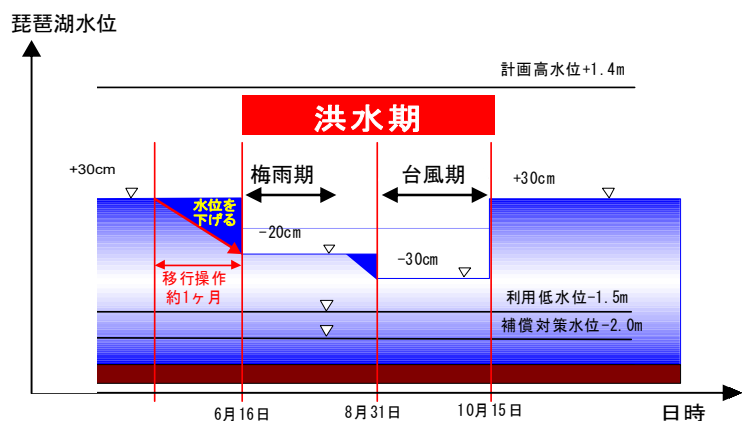 琵琶湖水位
計画高水位+1.4m
洪水期
+30cm
梅雨期
台風期
+30cm
水位を
下げる
-20cm
-30cm
移行操作
約1ヶ月
利用低水位-1.5m
補償対策水位-2.0m
6月16日
8月31日
10月15日
日時